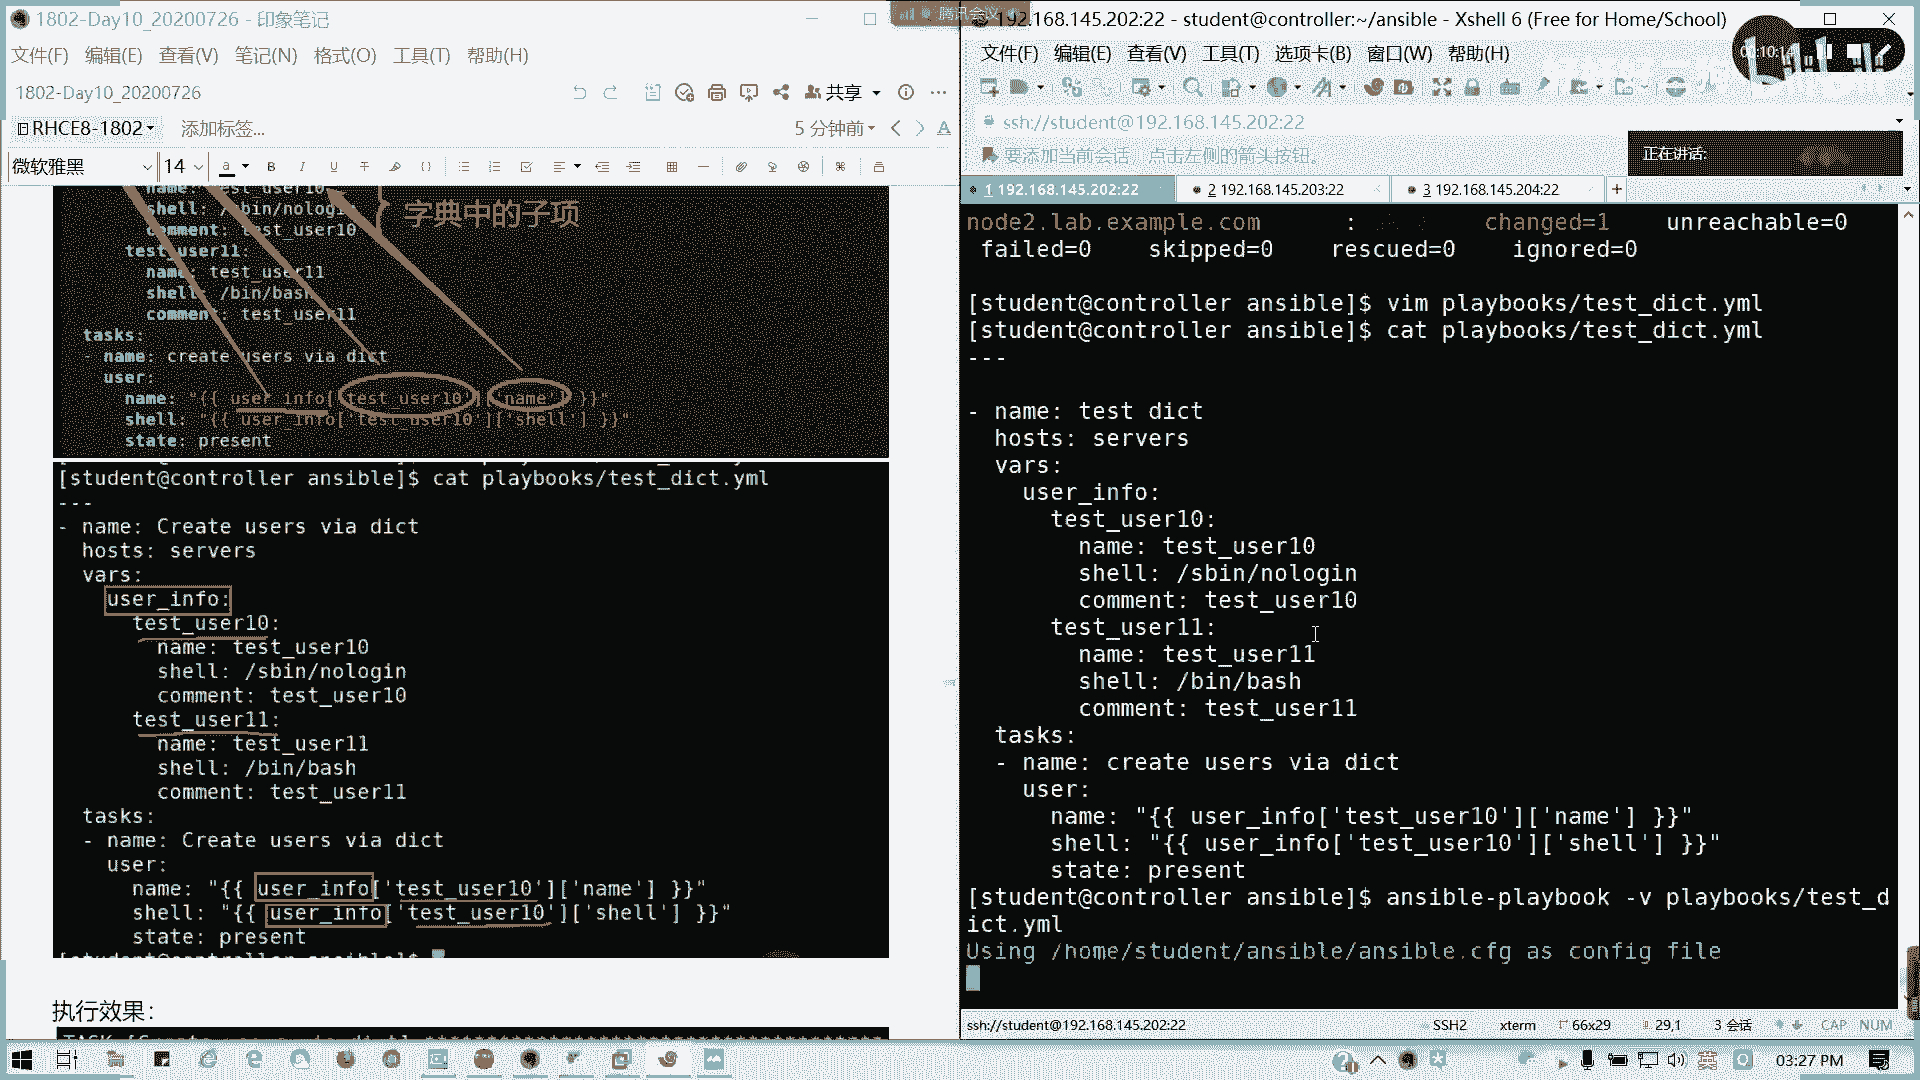 1802-Day10_20200726 - 印象笔记
文件(F) 编辑(E) 查看(V) 笔记(N) 格式(O) 工具(T) 帮助(H)
1802-Day10_20200726
共享
RHCE8-1802
添加标签...
5 分钟前
微软雅黑
14
name: test_user10
shell: /sbin/nologin
字典中的子项
comment: test_user10
test_user11:
name: test_user11
shell: /bin/bash
comment: test_user11
tasks:
- name: create users via dict
user:
name: "{{ user_info['test_user10']['name'] }}"
shell: "{{ user_info['test_user10']['shell'] }}"
state: present
[student@controller ansible]$ cat playbooks/test_dict.yml
---
- name: Create users via dict
hosts: servers
vars:
user_info:
test_user10:
name: test_user10
shell: /sbin/nologin
comment: test_user10
test_user11:
name: test_user11
shell: /bin/bash
comment: test_user11
tasks:
- name: Create users via dict
user:
name: "{{ user_info['test_user10']['name'] }}"
shell: "{{ user_info['test_user10']['shell'] }}"
state: present
执行效果:
腾讯会议
192.168.145.202:22 - student@controller:~/ansible - Xshell 6 (Free for Home/School)
文件(F) 编辑(E) 查看(V) 工具(T) 选项卡(B) 窗口(W) 帮助(H)
ssh://student@192.168.145.202:22
要添加当前会话，点击左侧的箭头按钮。
正在讲话:
1 192.168.145.202:22
2 192.168.145.203:22
3 192.168.145.204:22
node2.lab.example.com : changed=1 unreachable=0
failed=0 skipped=0 rescued=0 ignored=0
[student@controller ansible]$ vim playbooks/test_dict.yml
[student@controller ansible]$ cat playbooks/test_dict.yml
---
- name: test dict
hosts: servers
vars:
user_info:
test_user10:
name: test_user10
shell: /sbin/nologin
comment: test_user10
test_user11:
name: test_user11
shell: /bin/bash
comment: test_user11
tasks:
- name: create users via dict
user:
name: "{{ user_info['test_user10']['name'] }}"
shell: "{{ user_info['test_user10']['shell'] }}"
state: present
[student@controller ansible]$ ansible-playbook -v playbooks/test_d
ict.yml
Using /home/student/ansible/ansible.cfg as config file
ssh://student@192.168.145.202:22
SSH2
xterm
66x29
29,1
3 会话
CAP NUM
英
03:27 PM